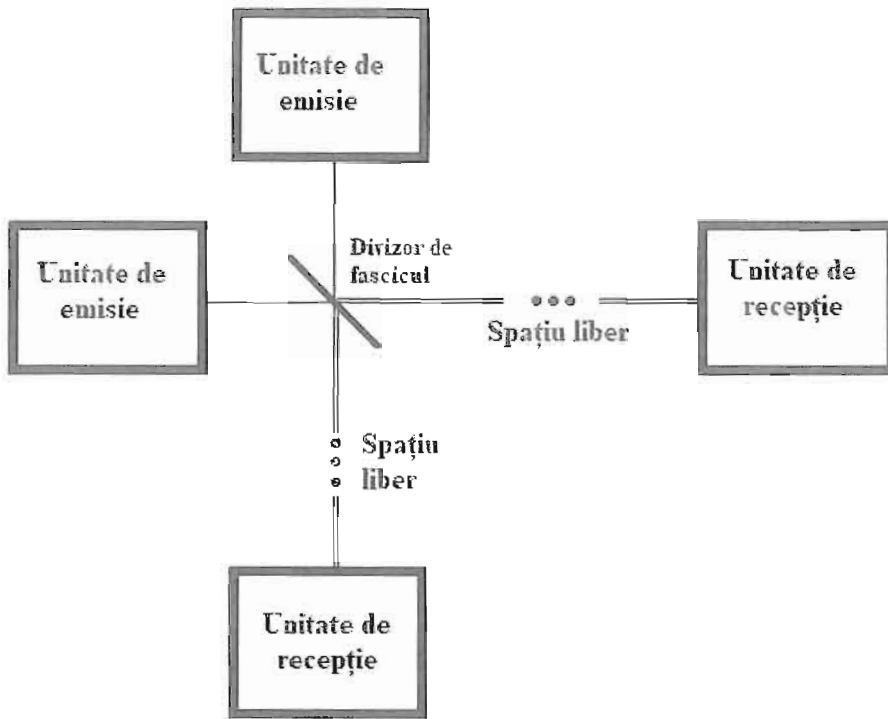 Unitate de
emisie
Unitate de
emisie
Divizor de
fascicul
Unitate de
recepție
Spațiu liber
Spațiu
liber
Unitate de
recepție